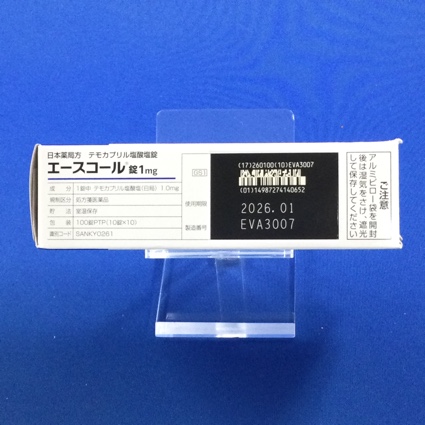 日本薬局方 テモカプリル塩酸塩錠
エースコール®錠1mg
成分 1錠中 テモカプリル塩酸塩(日局) 1.0mg
規制区分 処方箋医薬品
貯法 室温保存
包装 100錠PTP(10錠×10)
識別コード SANKYO261
使用期限
製造番号
(17)260100(10)EVA3007
(01)14987274140652
2026.01
EVA3007
ご注意
アルミピロー袋を開封
後は湿気をさけ、遮光
して保存してください